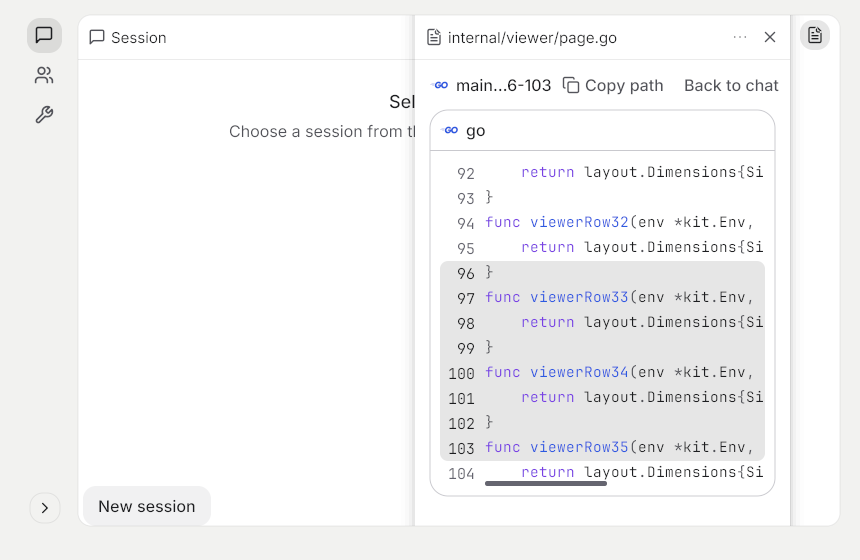 Session
Sel
Choose a session from th
New session
internal/viewer/page.go
GO main...6-103 Copy path Back to chat
GO go
92 return layout.Dimensions{Si
93 }
94 func viewerRow32(env *kit.Env,
95 return layout.Dimensions{Si
96 }
97 func viewerRow33(env *kit.Env,
98 return layout.Dimensions{Si
99 }
100 func viewerRow34(env *kit.Env,
101 return layout.Dimensions{Si
102 }
103 func viewerRow35(env *kit.Env,
104 return layout.Dimensions{Si